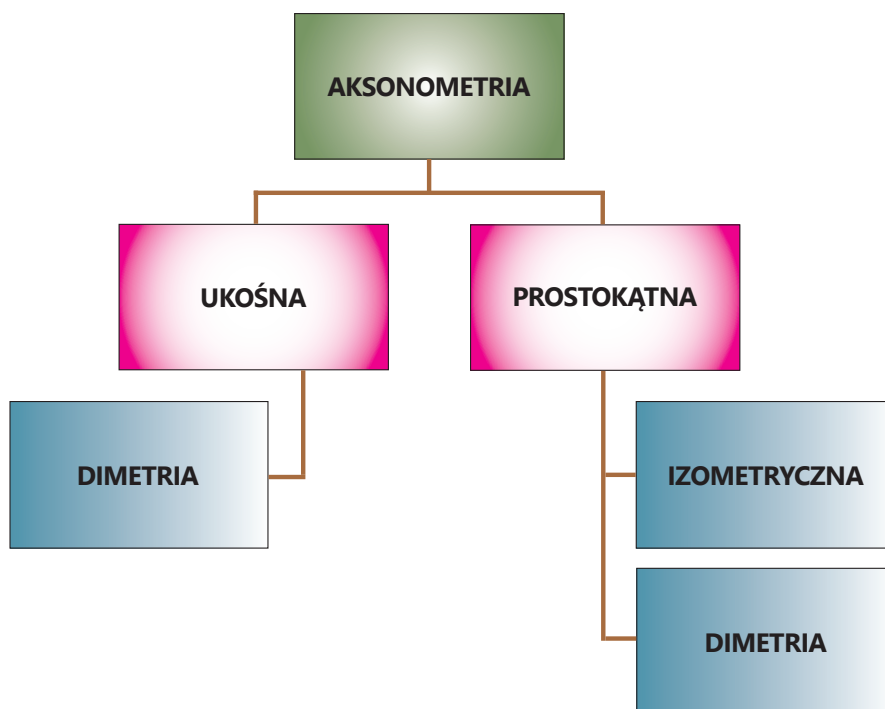 AKSONOMETRIA
UKOŚNA
PROSTOKĄTNA
DIMETRIA
IZOMETRYCZNA
DIMETRIA